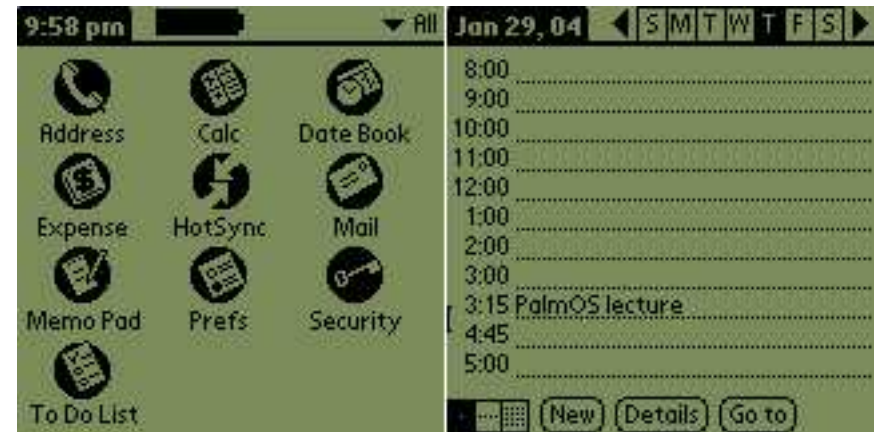 9:58 pm All
Address Calc Date Book
Expense HotSync Mail
Memo Pad Prefs Security
To Do List
Jan 29, 04 S M T W T F S
8:00
9:00
10:00
11:00
12:00
1:00
2:00
3:00
3:15 PalmOS lecture
4:45
5:00
New Details Go to